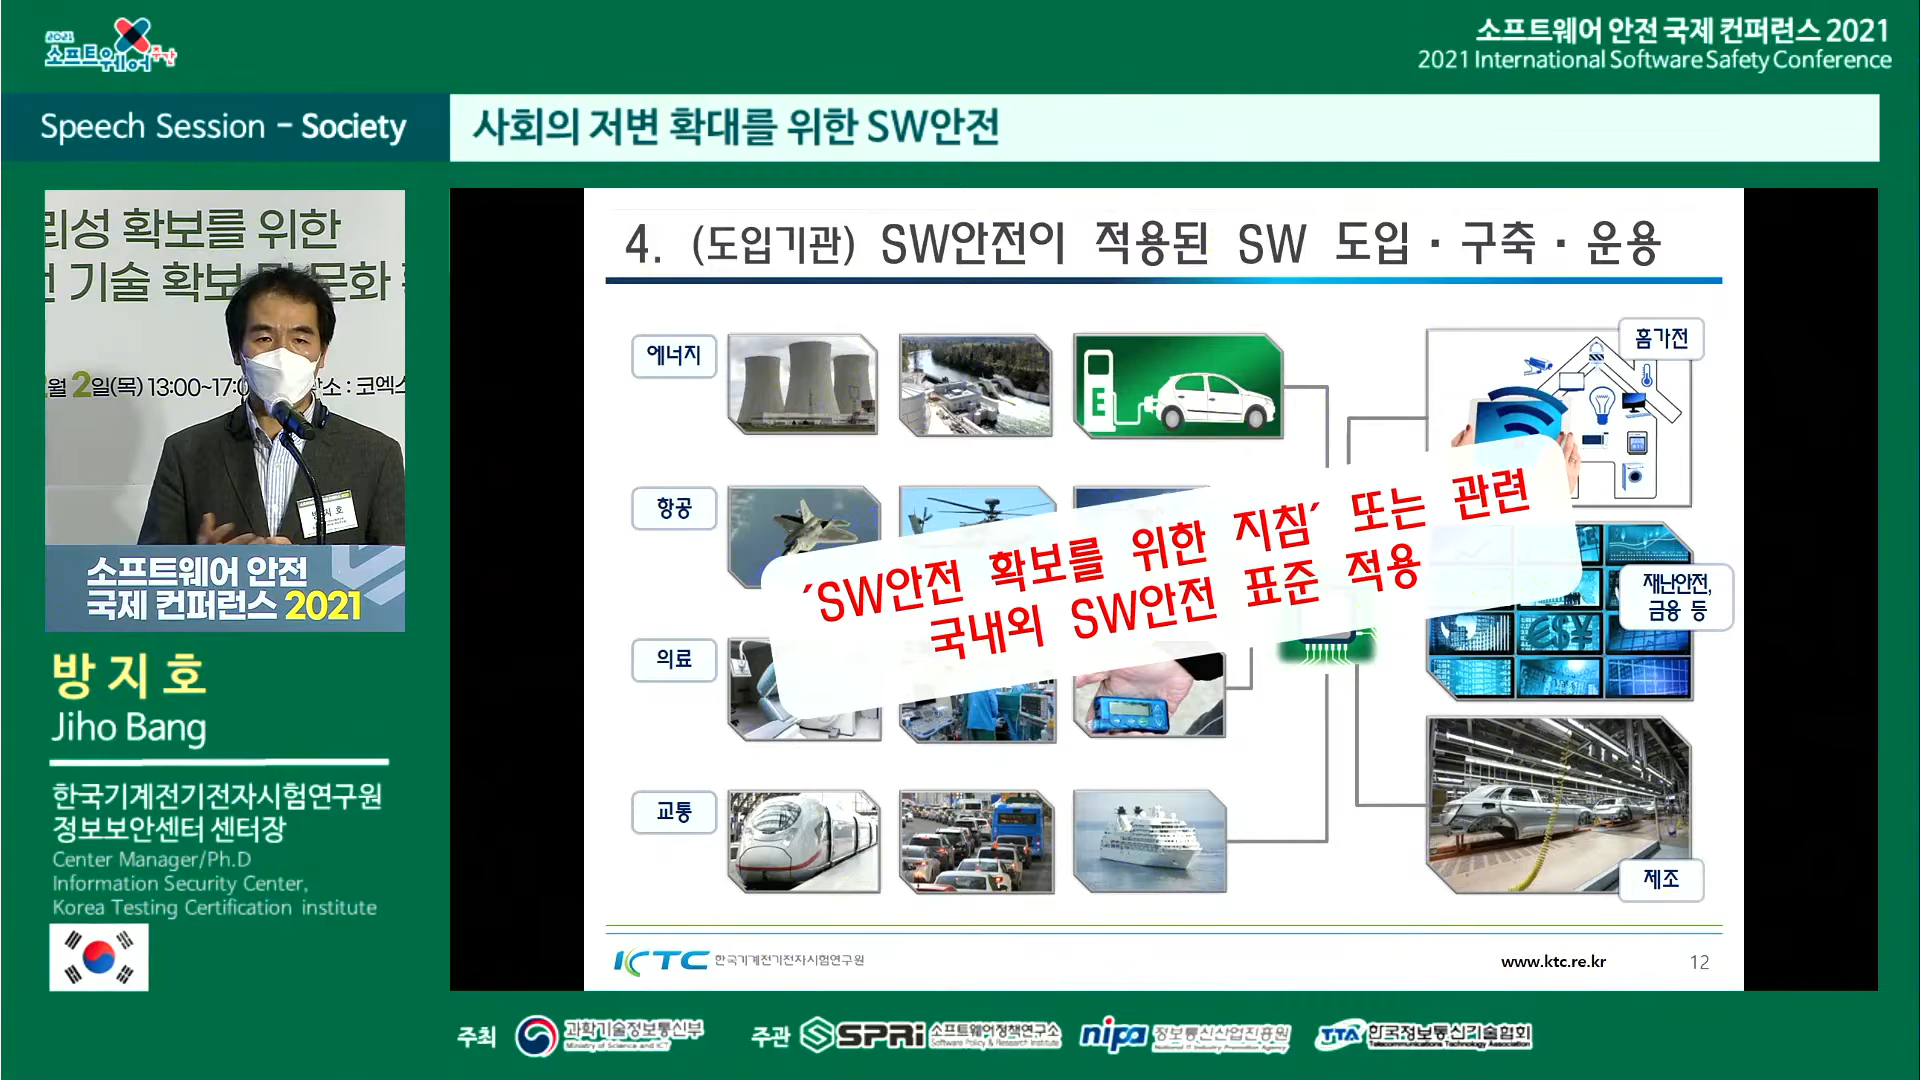 2021
소프트웨어주간
소프트웨어 안전 국제 컨퍼런스 2021
2021 International Software Safety Conference
Speech Session – Society
사회의 저변 확대를 위한 SW안전
리성 확보를 위한
기술 확보 및 문화
월 2일(목) 13:00~17:0 장소 : 코엑스
방 지 호
소프트웨어 안전
국제 컨퍼런스 2021
방 지 호
Jiho Bang
한국기계전기전자시험연구원
정보보안센터 센터장
Center Manager/Ph.D
Information Security Center,
Korea Testing Certification institute
4. (도입기관) SW안전이 적용된 SW 도입·구축·운용
에너지
E
홈가전
항공
´SW안전 확보를 위한 지침´ 또는 관련
국내외 SW안전 표준 적용
재난안전,
금융 등
의료
교통
제조
KTC 한국기계전기전자시험연구원
www.ktc.re.kr
12
주최 과학기술정보통신부
Ministry of Science and ICT
주관 SPRi 소프트웨어정책연구소
Software Policy & Research Institute
nipa 정보통신산업진흥원
National IT Industry Promotion Agency
TTA 한국정보통신기술협회
Telecommunications Technology Association